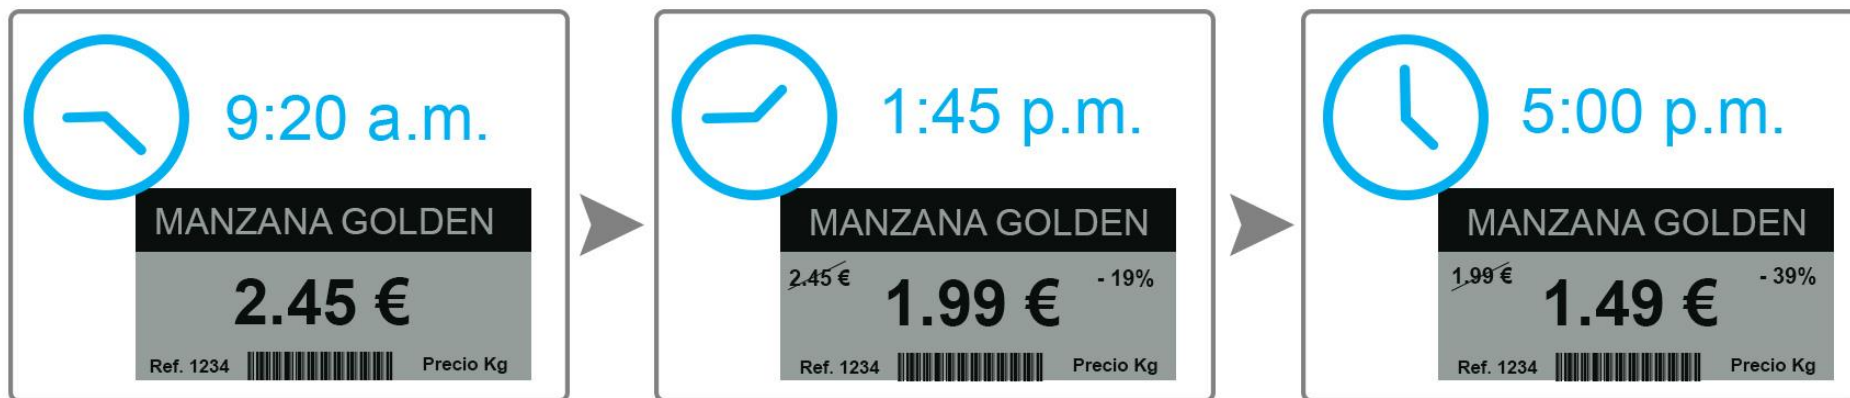 9:20 a.m.
MANZANA GOLDEN
2.45 €
Ref. 1234
Precio Kg
1:45 p.m.
MANZANA GOLDEN
2.45 €
1.99 €
- 19%
Ref. 1234
Precio Kg
5:00 p.m.
MANZANA GOLDEN
1.99 €
1.49 €
- 39%
Ref. 1234
Precio Kg